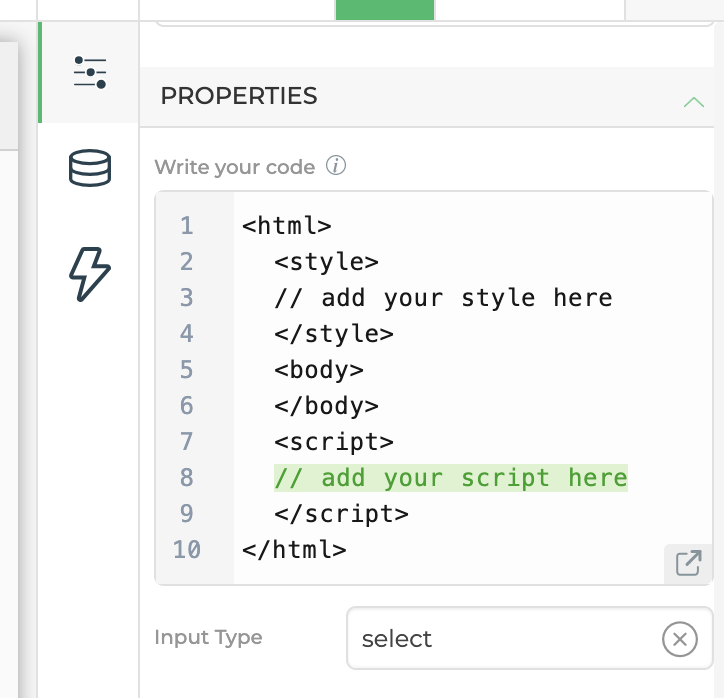 PROPERTIES
Write your code
1 <html>
2 <style>
3 // add your style here
4 </style>
5 <body>
6 </body>
7 <script>
8 // add your script here
9 </script>
10 </html>
Input Type select